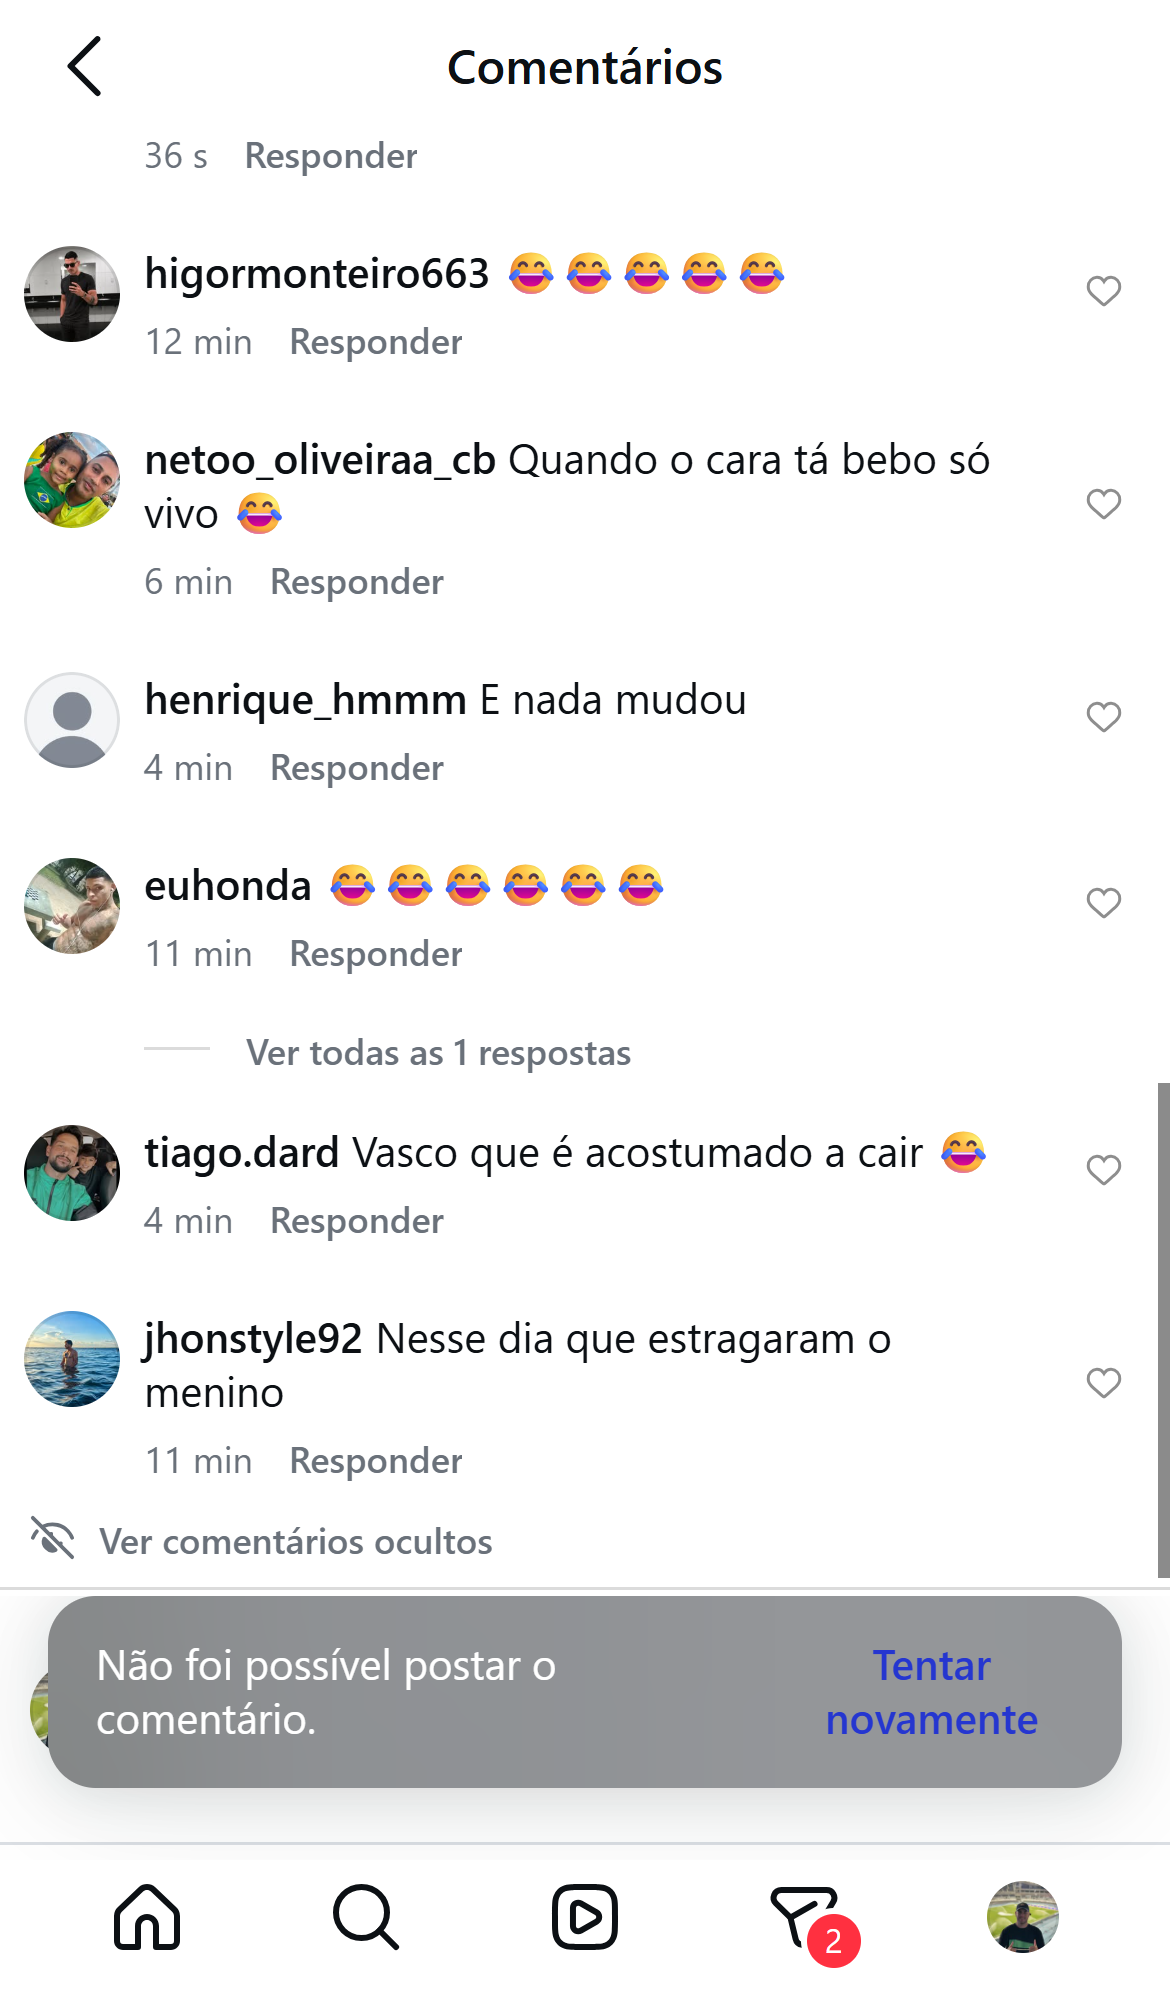 Comentários
36 s Responder
higormonteiro663 😂😂😂😂😂
12 min Responder
netoo_oliveiraa_cb Quando o cara tá bebo só
vivo 😂
6 min Responder
henrique_hmmm E nada mudou
4 min Responder
euhonda 😂😂😂😂😂😂
11 min Responder
Ver todas as 1 respostas
tiago.dard Vasco que é acostumado a cair 😂
4 min Responder
jhonstyle92 Nesse dia que estragaram o
menino
11 min Responder
Ver comentários ocultos
Não foi possível postar o
comentário.
Tentar
novamente
2